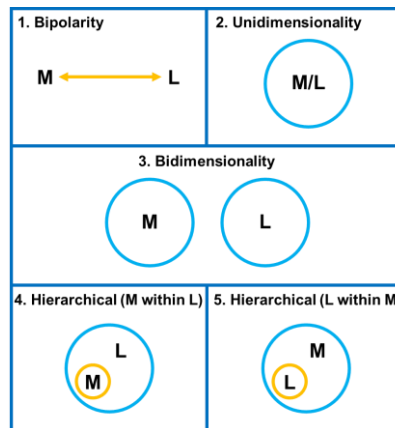 1. Bipolarity
M L
2. Unidimensionality
M/L
3. Bidimensionality
M L
4. Hierarchical (M within L)
L
M
5. Hierarchical (L within M)
M
L